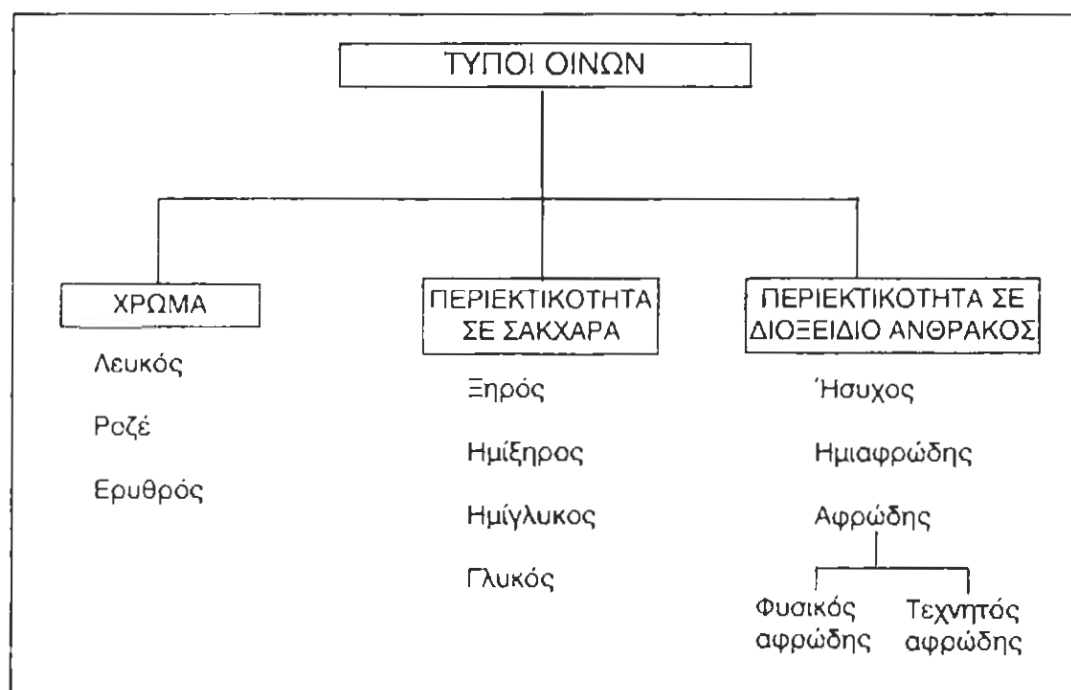 ΤΥΠΟΙ ΟΙΝΩΝ
ΧΡΩΜΑ
Λευκός
Ροζέ
Ερυθρός
ΠΕΡΙΕΚΤΙΚΟΤΗΤΑ
ΣΕ ΣΑΚΧΑΡΑ
Ξηρός
Ημίξηρος
Ημίγλυκος
Γλυκός
ΠΕΡΙΕΚΤΙΚΟΤΗΤΑ ΣΕ
ΔΙΟΞΕΙΔΙΟ ΑΝΘΡΑΚΟΣ
Ήσυχος
Ημιαφρώδης
Αφρώδης
Φυσικός
αφρώδης
Τεχνητός
αφρώδης